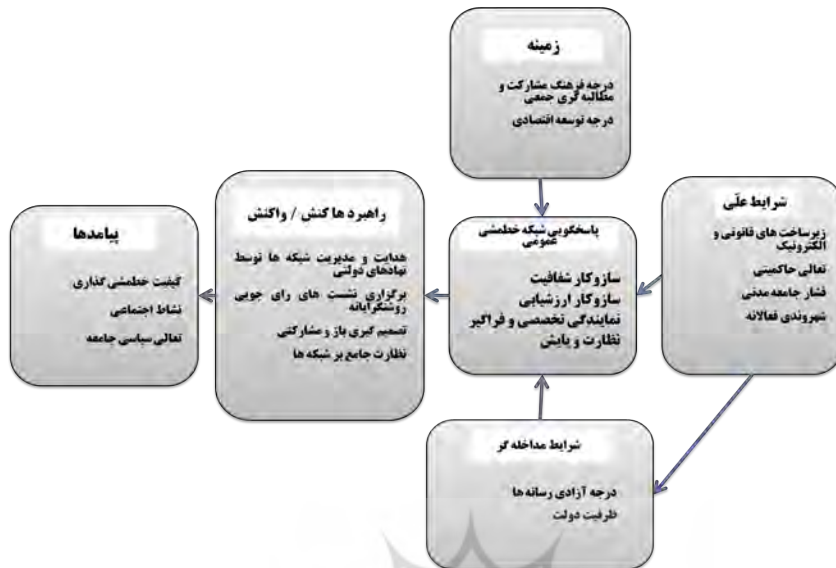 زمینه
درجه فرهنگ مشارکت و
مطالبه گری جمعی
درجه توسعه اقتصادی
شرایط علّی
زیرساخت های قانونی و
الکترونیک
تعالی حاکمیتی
فشار جامعه مدنی
شهروندی فعالانه
پاسخگویی شبکه خطمشی
عمومی
سازوکار شفافیت
سازوکار ارزشیابی
نمایندگی تخصصی و فراگیر
نظارت و پایش
راهبرد ها کنش / واکنش
هدایت و مدیریت شبکه ها توسط
نهادهای دولتی
برگزاری نشست های رای جویی
روشنگرایانه
تصمیم گیری باز و مشارکتی
نظارت جامع بر شبکه ها
پیامدها
کیفیت خطمشی گذاری
نشاط اجتماعی
تعالی سیاسی جامعه
شرایط مداخله گر
درجه آزادی رسانه ها
ظرفیت دولت